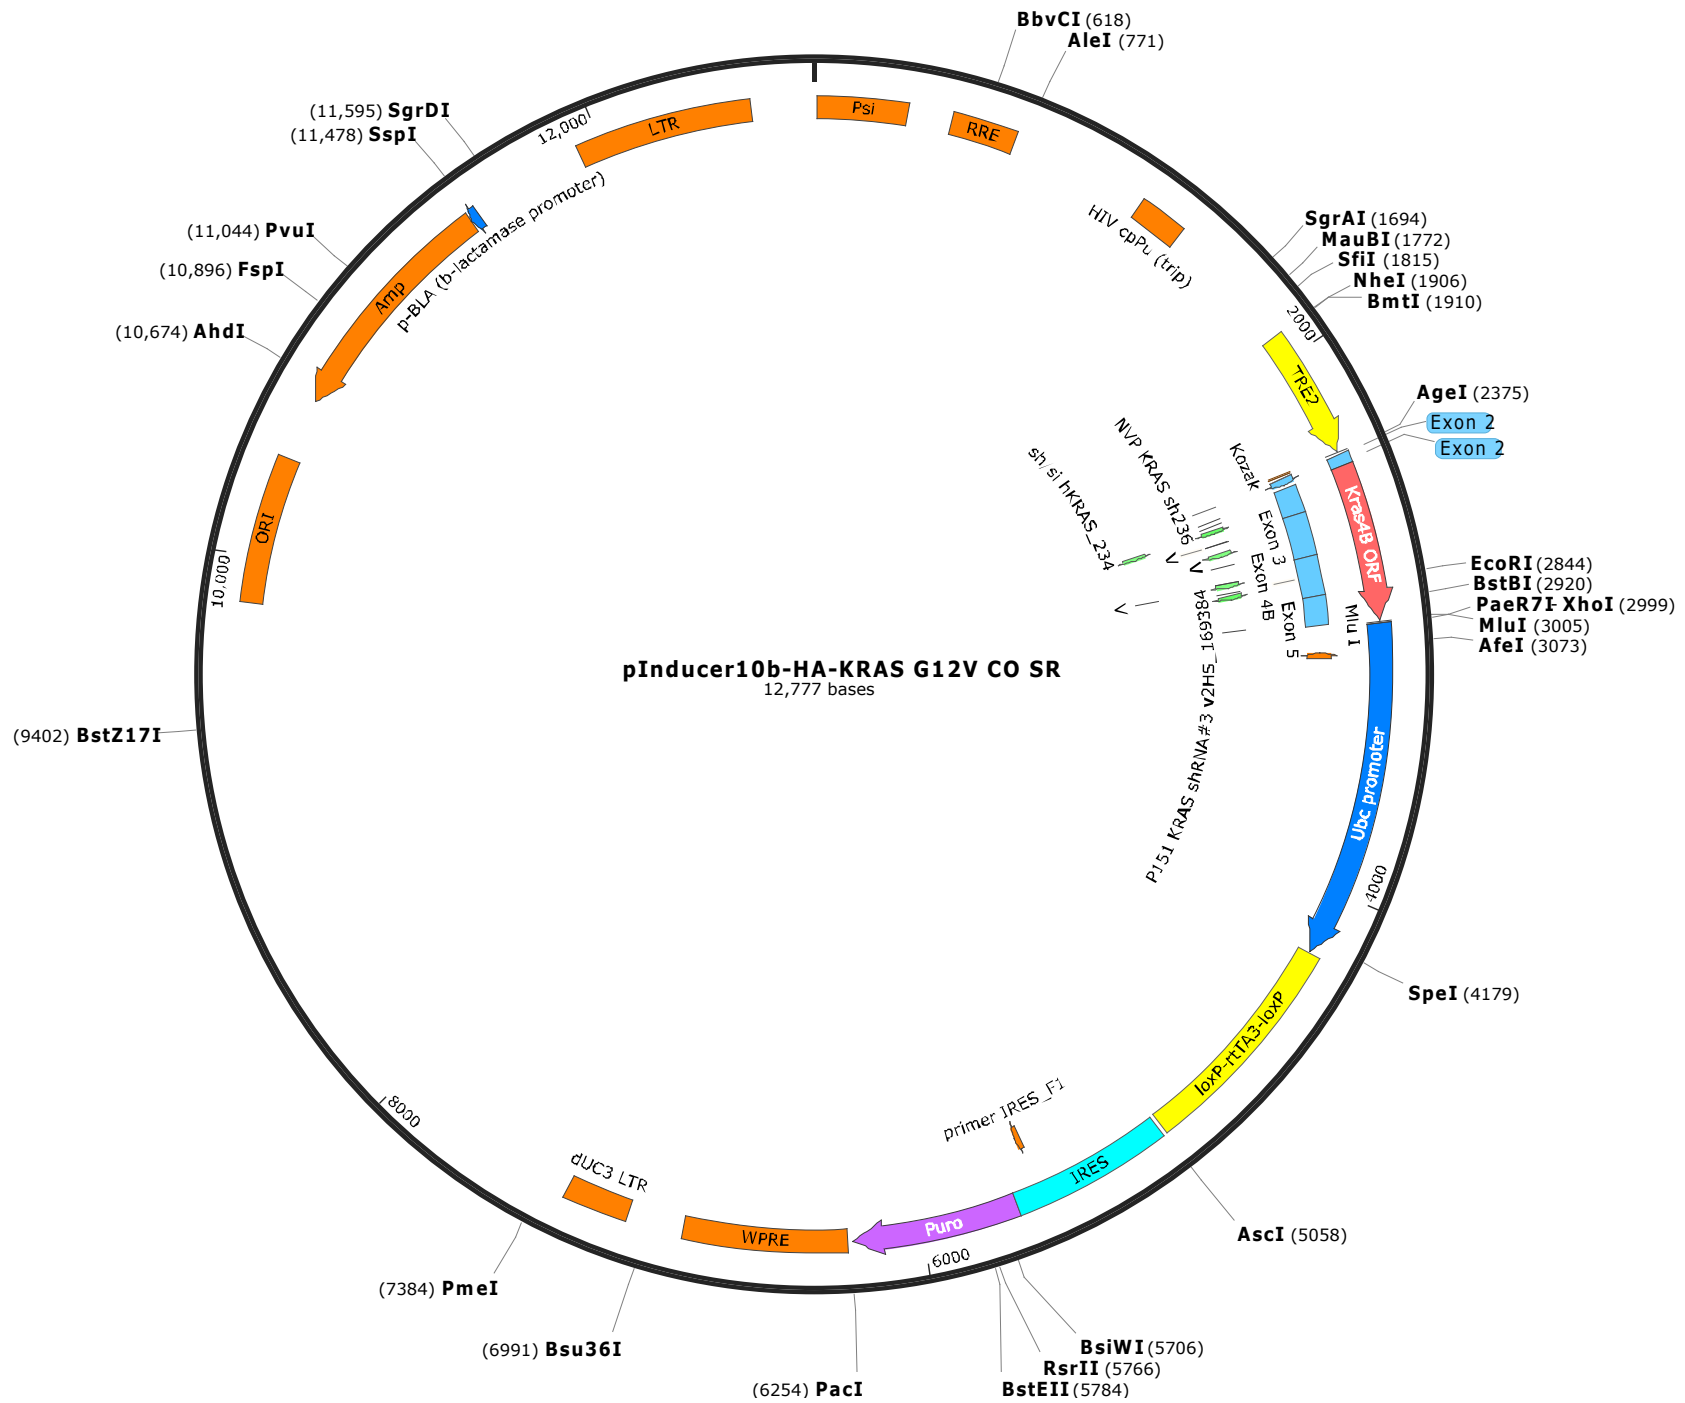 BbvCI (618)
AleI (771)
(11,595) SgrDI
(11,478) SspI
12,000
LTR
Psi
RRE
p-BLA (b-lactamase promoter)
HIV cpPu (trip)
(11,044) PvuI
(10,896) FspI
Amp
(10,674) AhdI
SgrAI (1694)
MauBI (1772)
SfiI (1815)
NheI (1906)
BmtI (1910)
2000
TRE2
AgeI (2375)
Exon 2
Exon 2
NVP KRAS sh236
sh/si hKRAS_234
Kozak
Exon 3
Exon 4B
Exon 5
Kras4B ORF
Mlu I
ORI
10,000
EcoRI (2844)
BstBI (2920)
PaeR7I - XhoI (2999)
MluI (3005)
AfeI (3073)
PJ51 KRAS shRNA#3 v2HS_169384
pInducer10b-HA-KRAS G12V CO SR
12,777 bases
(9402) BstZ17I
Ubc promoter
4000
SpeI (4179)
loxP-rtTA3-loxP
primer IRES_F1
IRES
8000
dUC3 LTR
WPRE
Puro
6000
AscI (5058)
(7384) PmeI
(6991) Bsu36I
(6254) PacI
BsiWI (5706)
RsrII (5766)
BstEII (5784)